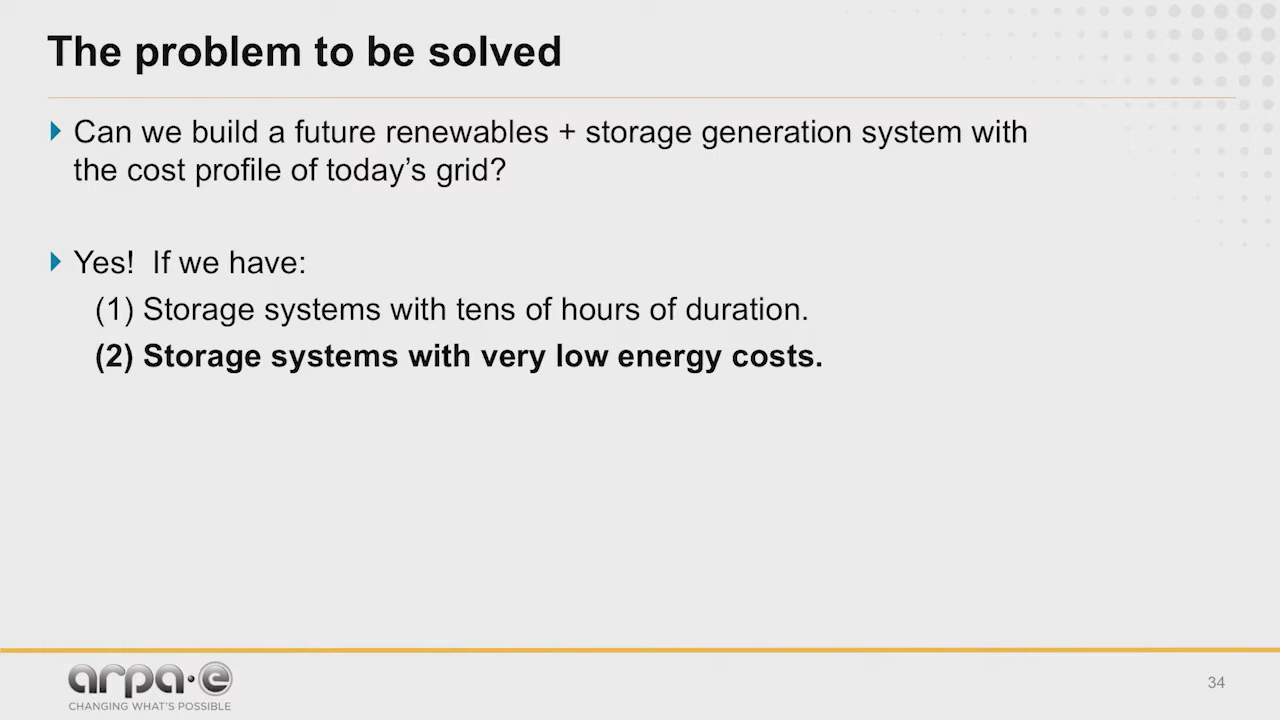 The problem to be solved
Can we build a future renewables + storage generation system with
the cost profile of today’s grid?
Yes!  If we have:
(1) Storage systems with tens of hours of duration.
(2) Storage systems with very low energy costs.
arpa·e
CHANGING WHAT’S POSSIBLE
34